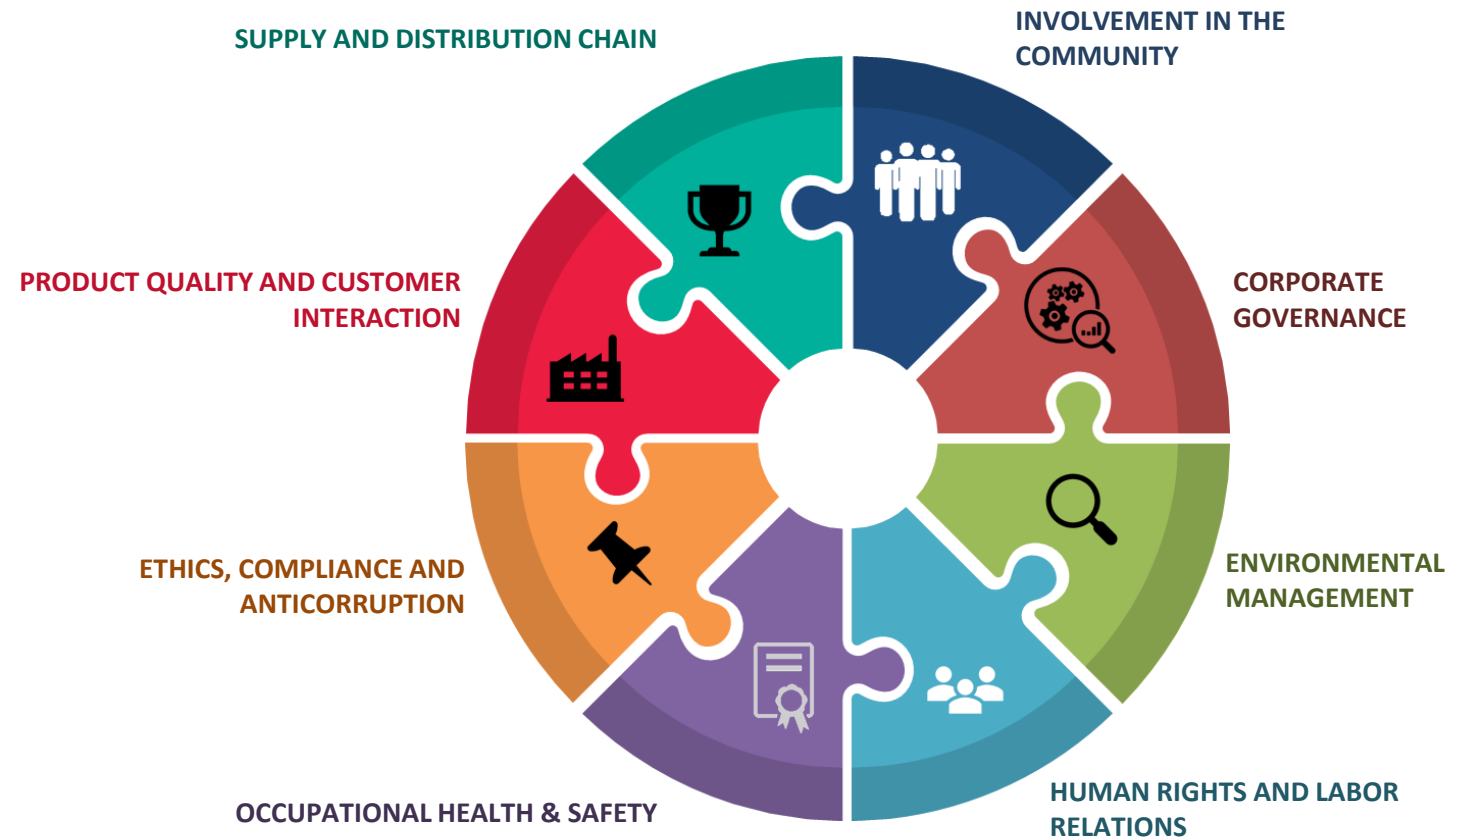 SUPPLY AND DISTRIBUTION CHAIN
INVOLVEMENT IN THE
COMMUNITY
PRODUCT QUALITY AND CUSTOMER
INTERACTION
CORPORATE
GOVERNANCE
ETHICS, COMPLIANCE AND
ANTICORRUPTION
ENVIRONMENTAL
MANAGEMENT
OCCUPATIONAL HEALTH & SAFETY
HUMAN RIGHTS AND LABOR
RELATIONS